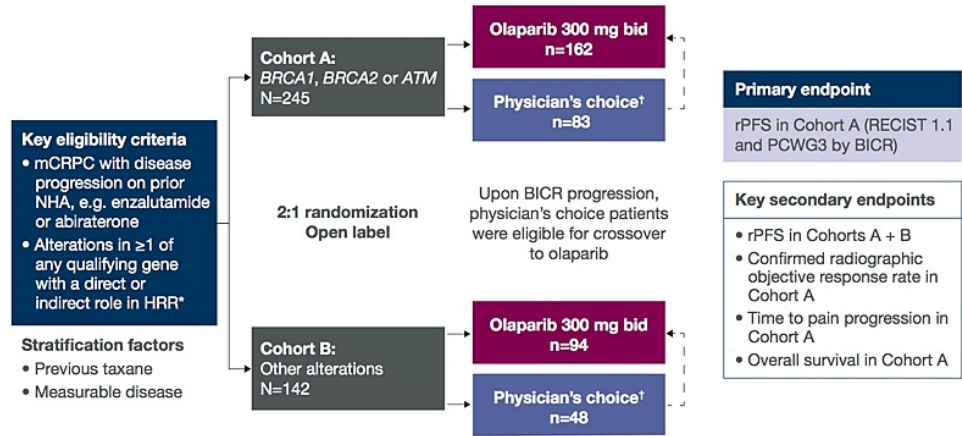 Key eligibility criteria
• mCRPC with disease
progression on prior
NHA, e.g. enzalutamide
or abiraterone
• Alterations in ≥1 of
any qualifying gene
with a direct or
indirect role in HRR*
Stratification factors
• Previous taxane
• Measurable disease
Cohort A:
BRCA1, BRCA2 or ATM
N=245
2:1 randomization
Open label
Cohort B:
Other alterations
N=142
Olaparib 300 mg bid
n=162
Physician's choice†
n=83
Upon BICR progression,
physician's choice patients
were eligible for crossover
to olaparib
Olaparib 300 mg bid
n=94
Physician's choice†
n=48
Primary endpoint
rPFS in Cohort A (RECIST 1.1
and PCWG3 by BICR)
Key secondary endpoints
• rPFS in Cohorts A + B
• Confirmed radiographic
objective response rate in
Cohort A
• Time to pain progression in
Cohort A
• Overall survival in Cohort A